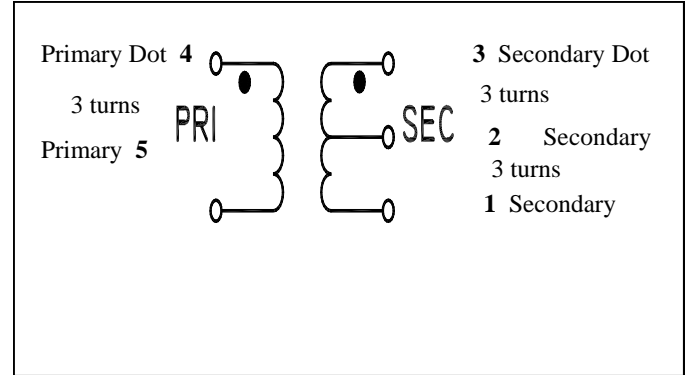 Primary Dot 4
3 turns
PRI
Primary 5
3 Secondary Dot
3 turns
SEC
2 Secondary
3 turns
1 Secondary